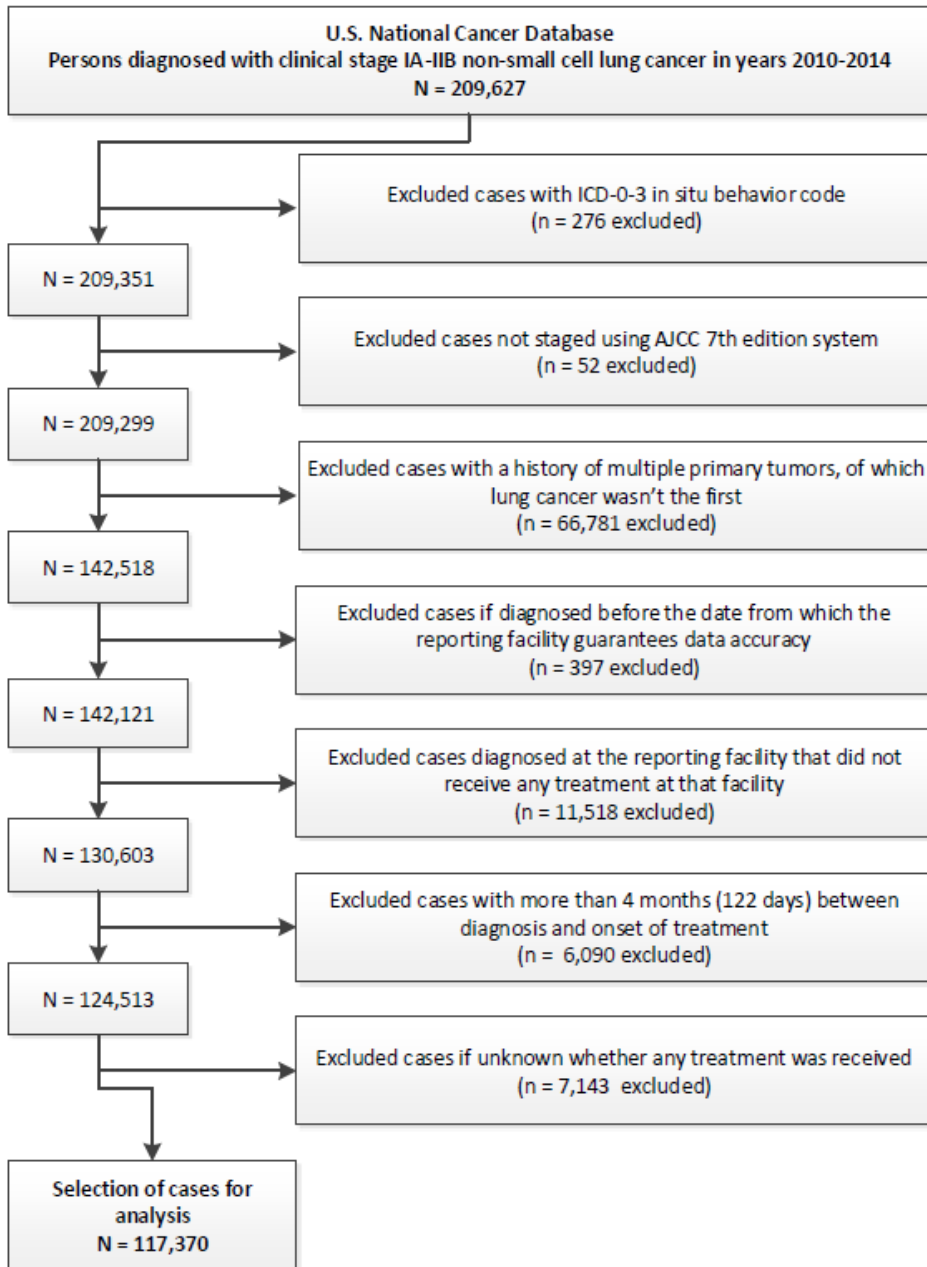 U.S. National Cancer Database
Persons diagnosed with clinical stage IA-IIB non-small cell lung cancer in years 2010-2014
N = 209,627
Excluded cases with ICD-0-3 in situ behavior code
(n = 276 excluded)
N = 209,351
Excluded cases not staged using AJCC 7th edition system
(n = 52 excluded)
N = 209,299
Excluded cases with a history of multiple primary tumors, of which
lung cancer wasn't the first
(n = 66,781 excluded)
N = 142,518
Excluded cases if diagnosed before the date from which the
reporting facility guarantees data accuracy
(n = 397 excluded)
N = 142,121
Excluded cases diagnosed at the reporting facility that did not
receive any treatment at that facility
(n = 11,518 excluded)
N = 130,603
Excluded cases with more than 4 months (122 days) between
diagnosis and onset of treatment
(n = 6,090 excluded)
N = 124,513
Excluded cases if unknown whether any treatment was received
(n = 7,143 excluded)
Selection of cases for
analysis
N = 117,370